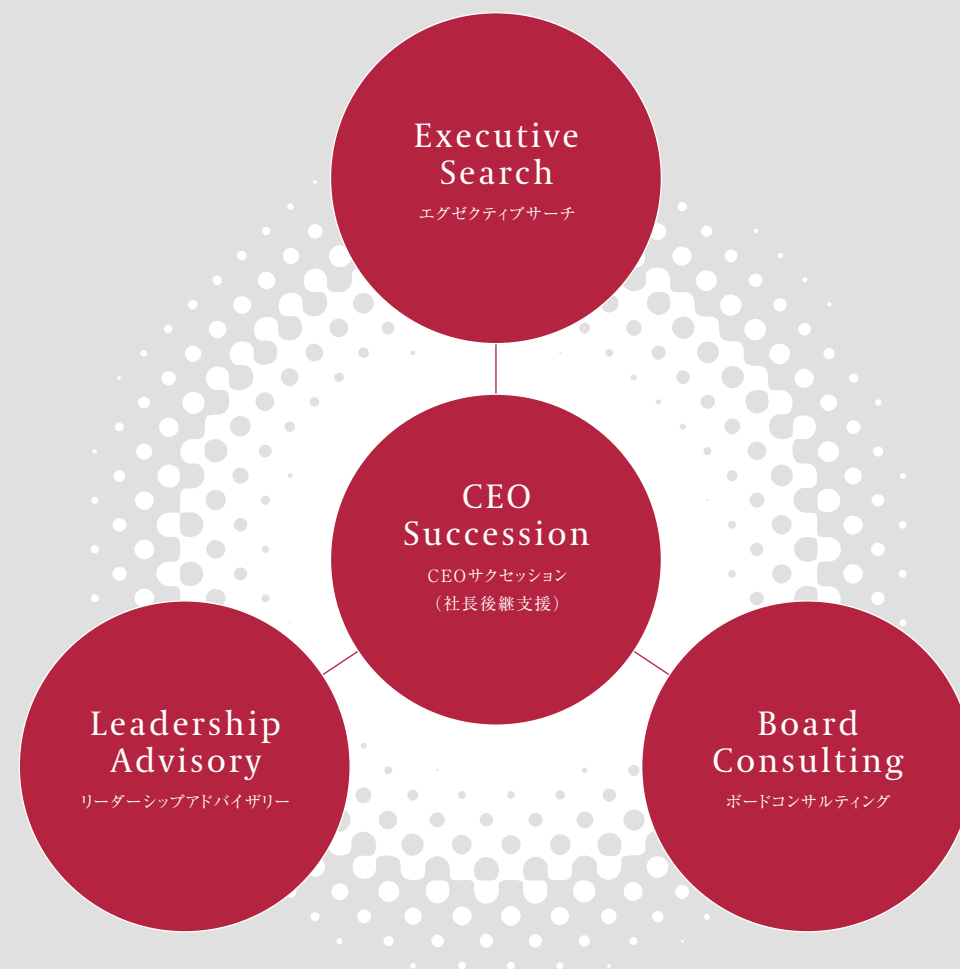 Executive
Search
エグゼクティブサーチ
CEO
Succession
CEOサクセッション
（社長後継支援）
Leadership
Advisory
リーダーシップアドバイザリー
Board
Consulting
ボードコンサルティング